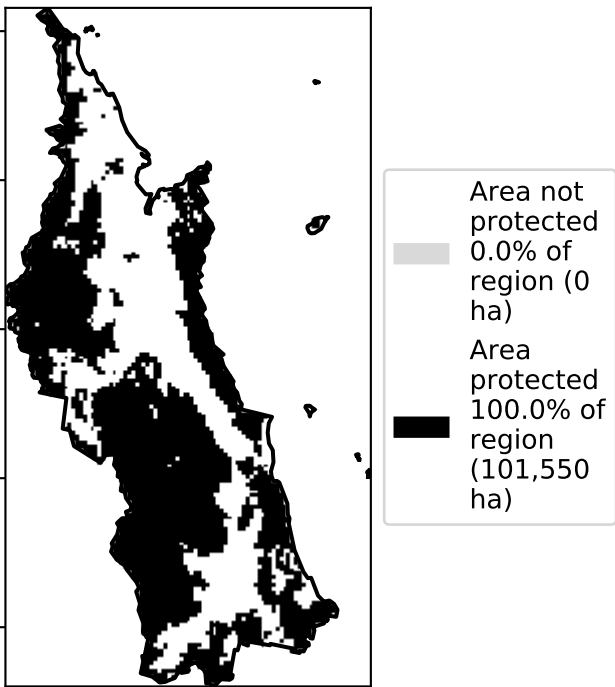 Area not
protected
0.0% of
region (0
ha)
Area
protected
100.0% of
region
(101,550
ha)